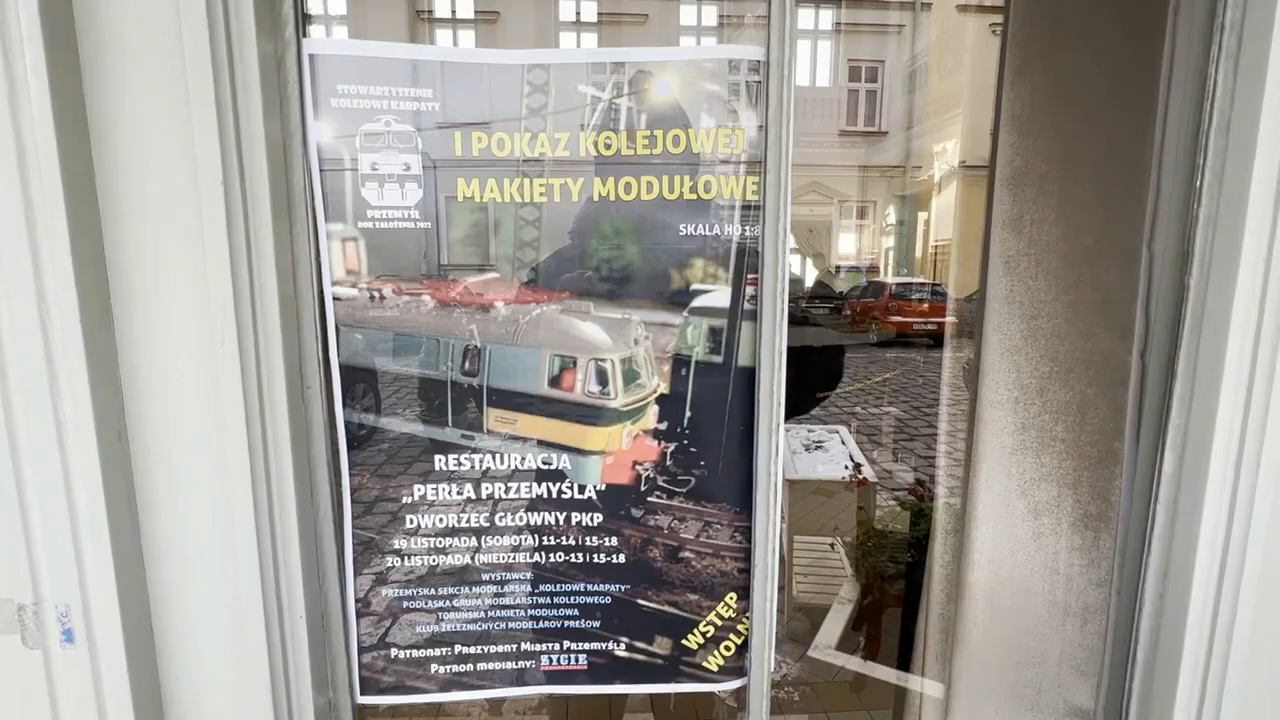 STOWARZYSZENIE
KOLEJOWE KARPATY
PRZEMYŚL
ROK ZAŁOŻENIA 2022
I POKAZ KOLEJOWEJ
MAKIETY MODUŁOWE
SKALA HO 1:8
RESTAURACJA
„PERŁA PRZEMYŚLA"
DWORZEC GŁÓWNY PKP
19 LISTOPADA (SOBOTA) 11-14 i 15-18
20 LISTOPADA (NIEDZIELA) 10-13 i 15-18
WYSTAWCY:
PRZEMYSKA SEKCJA MODELARSKA „KOLEJOWE KARPATY"
PODLASKA GRUPA MODELARSTWA KOLEJOWEGO
TORUŃSKA MAKIETA MODUŁOWA
KLUB ŽELEZNIČNÝCH MODELÁROV PREŠOV
PATRONAT: PREZYDENT MIASTA PRZEMYŚLA
PATRON MEDIALNY: ŻYCIE
WSTĘP
WOLN